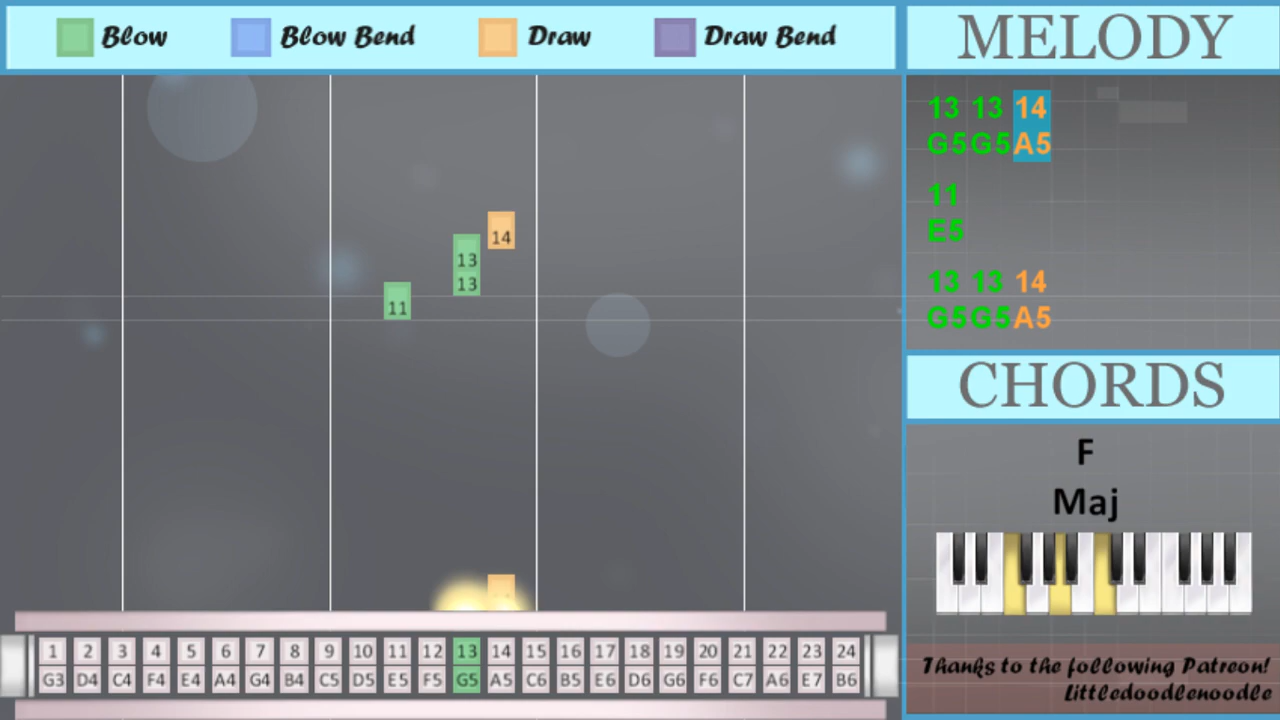 Blow Blow Bend Draw Draw Bend
MELODY
13 13 14
G5 G5 A5
11
E5
13 13 14
G5 G5 A5
14
13
13
11
CHORDS
F
Maj
1 2 3 4 5 6 7 8 9 10 11 12 13 14 15 16 17 18 19 20 21 22 23 24
G3 D4 C4 F4 E4 A4 G4 B4 C5 D5 E5 F5 G5 A5 C6 B5 E6 D6 G6 F6 C7 A6 E7 B6
Thanks to the following Patreon!
Littledoodlenoodle